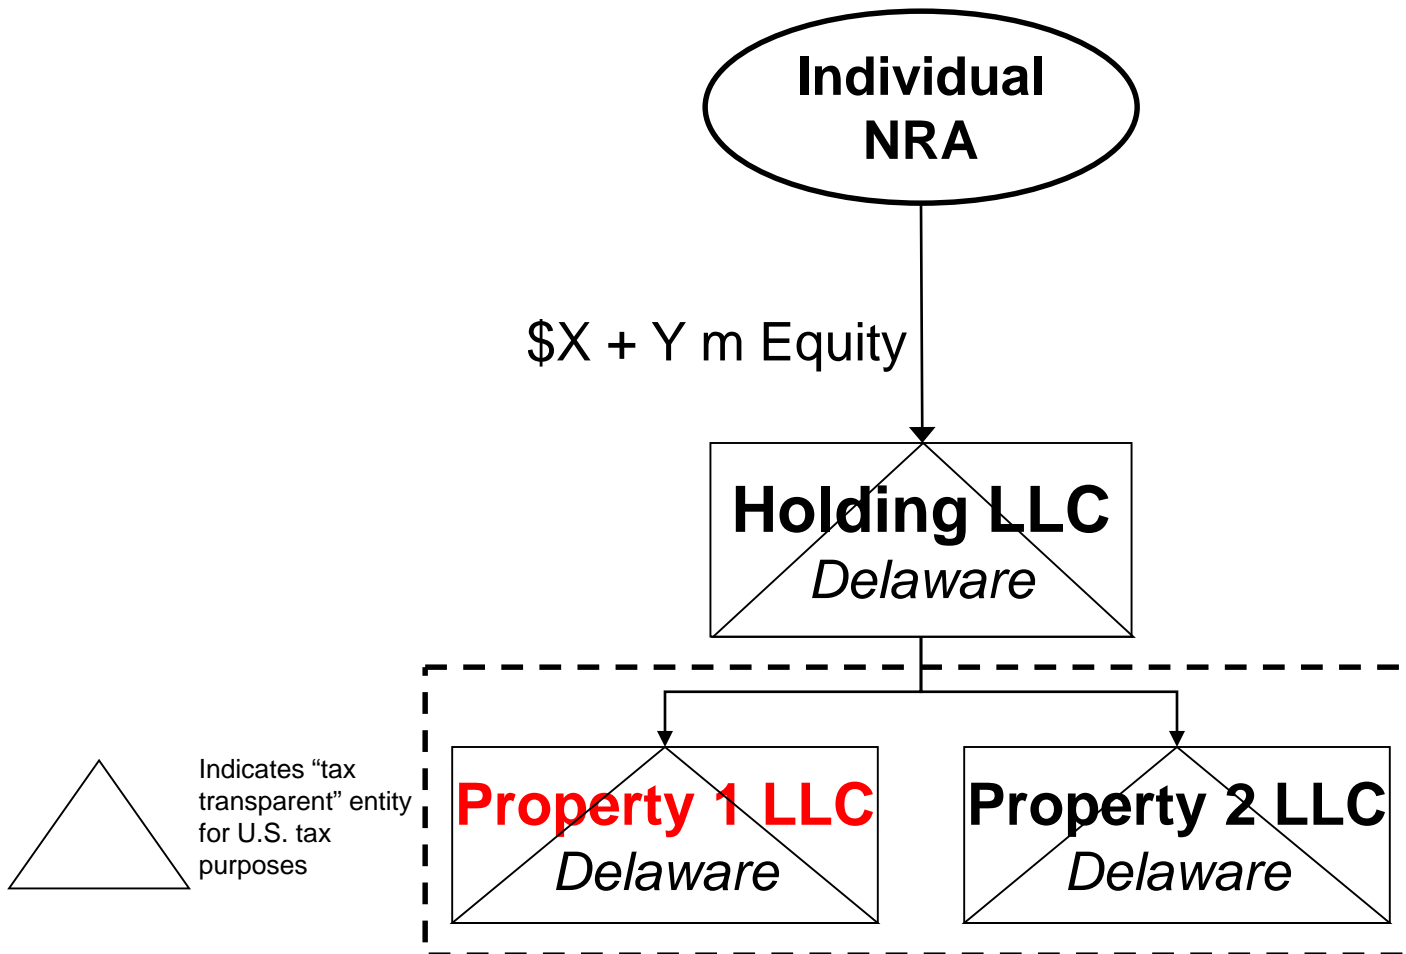 Individual
NRA
$X + Y m Equity
Holding LLC
Delaware
Indicates “tax
transparent” entity
for U.S. tax
purposes
Property 1 LLC
Delaware
Property 2 LLC
Delaware